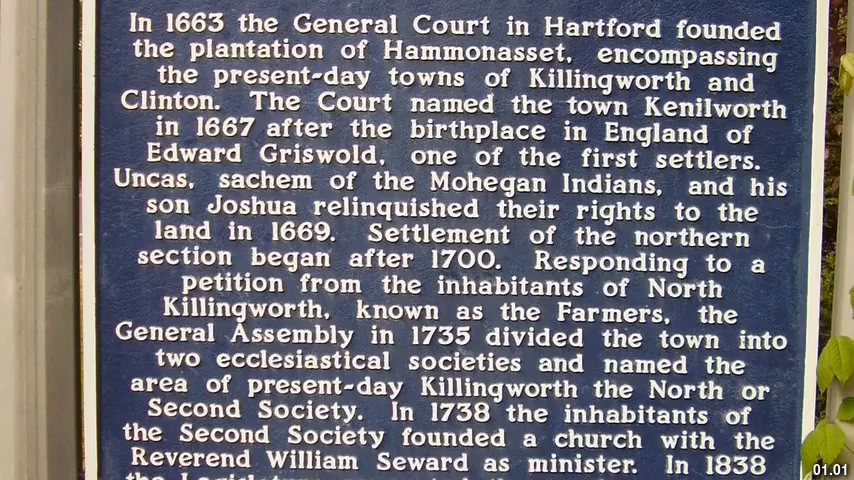 In 1663 the General Court in Hartford founded
the plantation of Hammonasset, encompassing
the present-day towns of Killingworth and
Clinton. The Court named the town Kenilworth
in 1667 after the birthplace in England of
Edward Griswold, one of the first settlers.
Uncas, sachem of the Mohegan Indians, and his
son Joshua relinquished their rights to the
land in 1669. Settlement of the northern
section began after 1700. Responding to a
petition from the inhabitants of North
Killingworth, known as the Farmers, the
General Assembly in 1735 divided the town into
two ecclesiastical societies and named the
area of present-day Killingworth the North or
Second Society. In 1738 the inhabitants of
the Second Society founded a church with the
Reverend William Seward as minister. In 1838
01.01